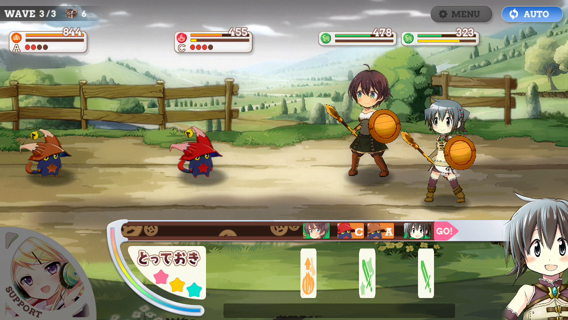 WAVE 3/3 6
MENU
AUTO
844
A
455
C
478
323
C A GO!
とっておき
SUPPORT